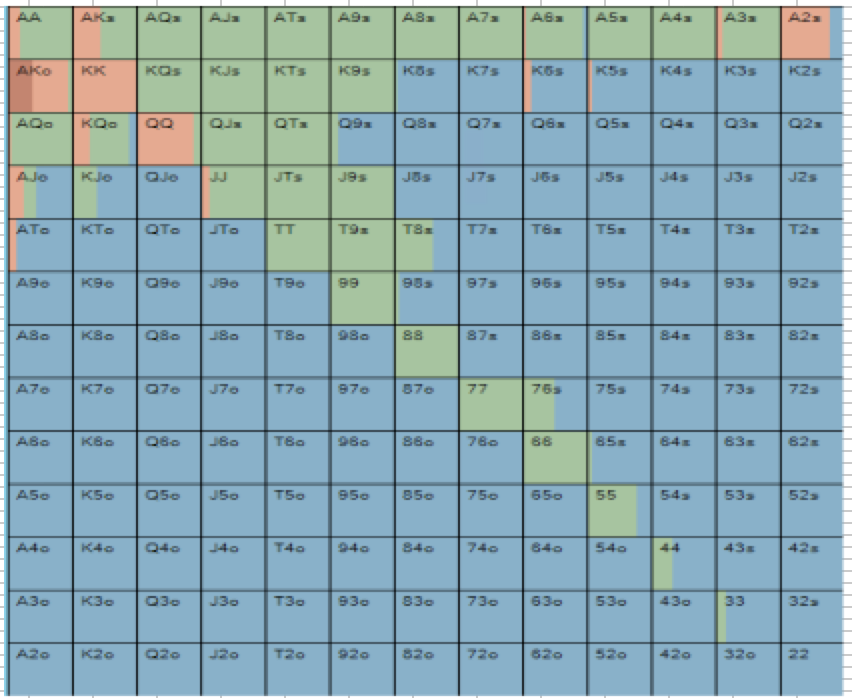 AA AKs AQs AJs ATs A9s A8s A7s A6s A5s A4s A3s A2s
AKo KK KQs KJs KTs K9s K8s K7s K6s K5s K4s K3s K2s
AQo KQo QQ QJs QTs Q9s Q8s Q7s Q6s Q5s Q4s Q3s Q2s
AJo KJo QJo JJ JTs J9s J8s J7s J6s J5s J4s J3s J2s
ATo KTo QTo JTo TT T9s T8s T7s T6s T5s T4s T3s T2s
A9o K9o Q9o J9o T9o 99 98s 97s 96s 95s 94s 93s 92s
A8o K8o Q8o J8o T8o 98o 88 87s 86s 85s 84s 83s 82s
A7o K7o Q7o J7o T7o 97o 87o 77 76s 75s 74s 73s 72s
A6o K6o Q6o J6o T6o 96o 86o 76o 66 65s 64s 63s 62s
A5o K5o Q5o J5o T5o 95o 85o 75o 65o 55 54s 53s 52s
A4o K4o Q4o J4o T4o 94o 84o 74o 64o 54o 44 43s 42s
A3o K3o Q3o J3o T3o 93o 83o 73o 63o 53o 43o 33 32s
A2o K2o Q2o J2o T2o 92o 82o 72o 62o 52o 42o 32o 22